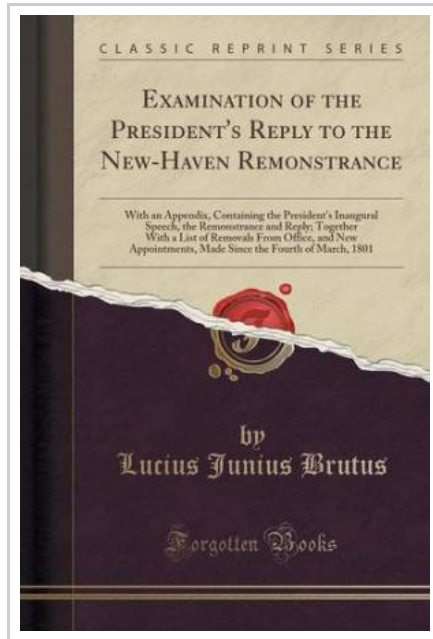 CLASSIC REPRINT SERIES
EXAMINATION OF THE
PRESIDENT'S REPLY TO THE
NEW-HAVEN REMONSTRANCE
With an Appendix, Containing the President's Inaugural
Speech, the Remonstrance and Reply; Together
With a List of Removals From Office, and New
Appointments, Made Since the Fourth of March, 1801
by
Lucius Junius Brutus
Forgotten Books